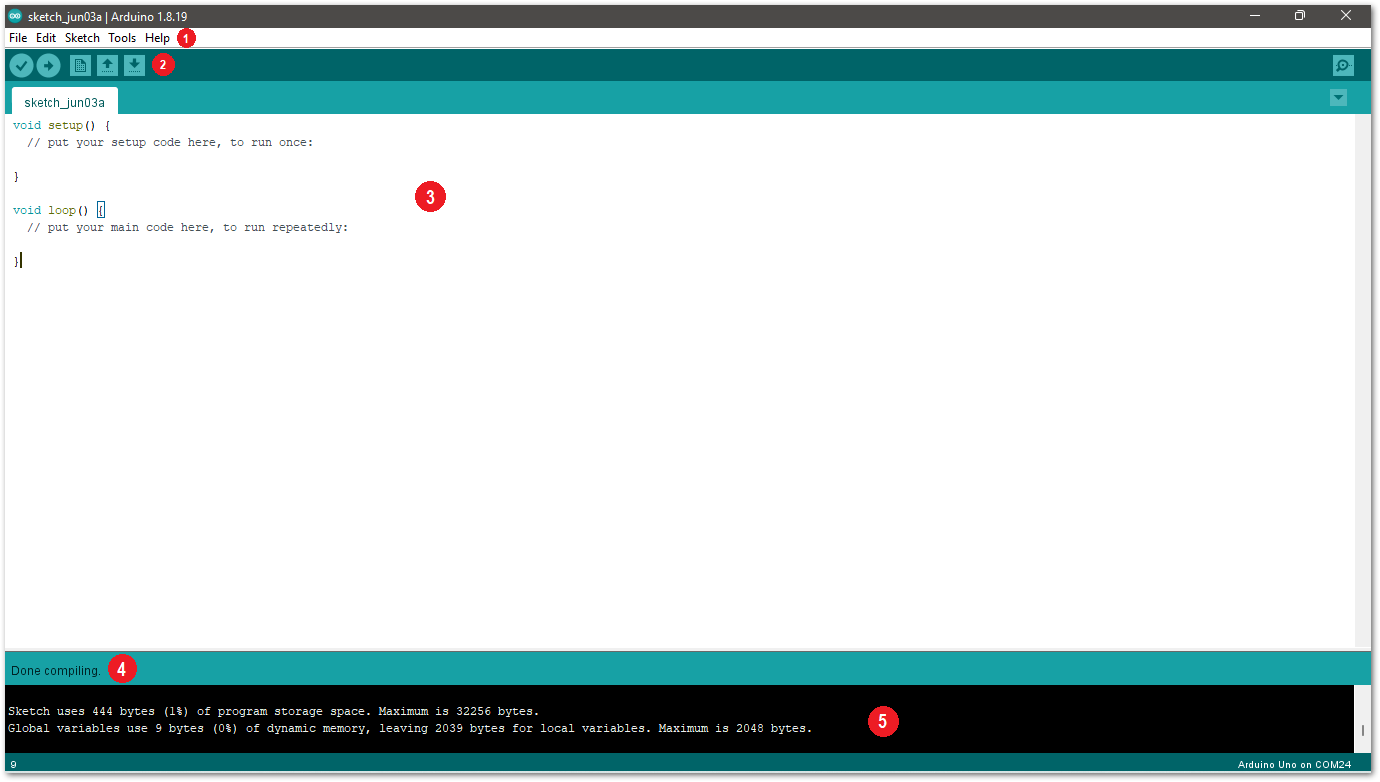 sketch_jun03a | Arduino 1.8.19
File Edit Sketch Tools Help 1
2
sketch_jun03a
void setup() {
  // put your setup code here, to run once:
}
3
void loop() {
  // put your main code here, to run repeatedly:
}
Done compiling. 4
Sketch uses 444 bytes (1%) of program storage space. Maximum is 32256 bytes.
Global variables use 9 bytes (0%) of dynamic memory, leaving 2039 bytes for local variables. Maximum is 2048 bytes.
5
9 Arduino Uno on COM24